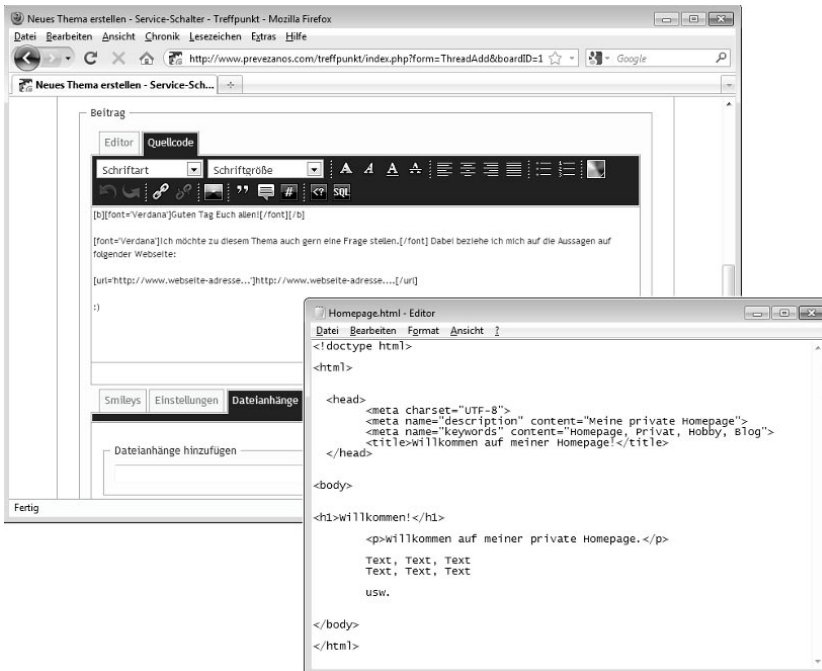 Neues Thema erstellen - Service-Schalter - Treffpunkt - Mozilla Firefox
Datei Bearbeiten Ansicht Chronik Lesezeichen Extras Hilfe
http://www.prevezanos.com/treffpunkt/index.php?form=ThreadAdd&boardID=1
Google
Neues Thema erstellen - Service-Sch...
Beitrag
Editor Quellcode
Schriftart Schriftgröße
A A A A
# <? SQL
[b][font='Verdana']Guten Tag Euch allen![/font][/b]
[font='Verdana']Ich möchte zu diesem Thema auch gern eine Frage stellen.[/font] Dabei beziehe ich mich auf die Aussagen auf
folgender Webseite:
[url='http://www.webseite-adresse...']http://www.webseite-adresse....[/url]
:)
Smileys Einstellungen Dateianhänge
Dateianhänge hinzufügen
Fertig
Homepage.html - Editor
Datei Bearbeiten Format Ansicht ?
<!doctype html>
<html>
<head>
<meta charset="UTF-8">
<meta name="description" content="Meine private Homepage">
<meta name="keywords" content="Homepage, Privat, Hobby, Blog">
<title>Willkommen auf meiner Homepage!</title>
</head>
<body>
<h1>Willkommen!</h1>
<p>Willkommen auf meiner private Homepage.</p>
Text, Text, Text
Text, Text, Text
usw.
</body>
</html>